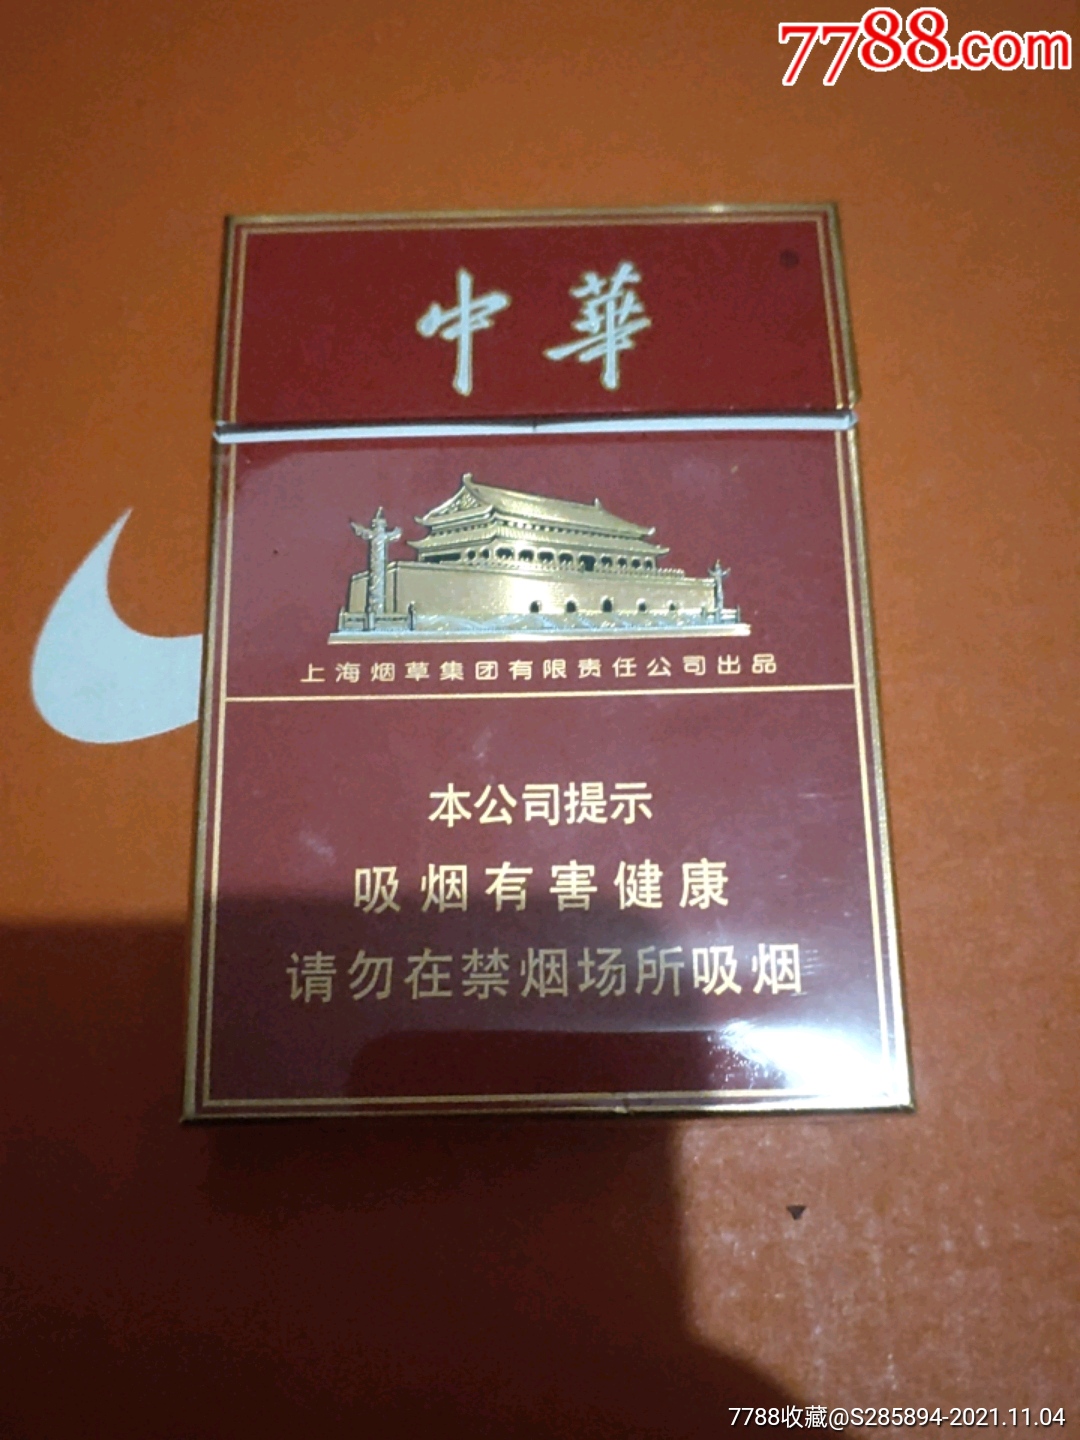 7788.com
中華
上海烟草集团有限责任公司出品
本公司提示
吸烟有害健康
请勿在禁烟场所吸烟
7788收藏@S285894-2021.11.04